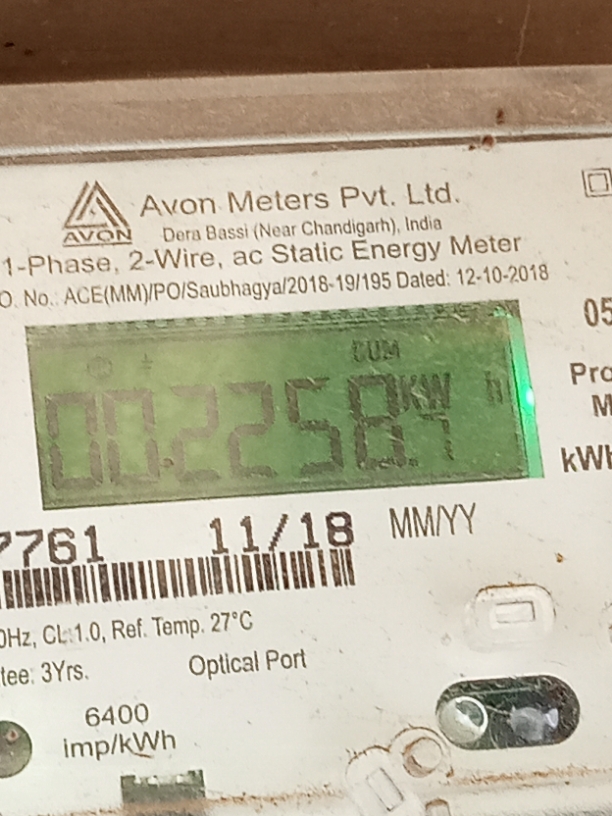 Avon Meters Pvt. Ltd.
AVON
Dera Bassi (Near Chandigarh), India
1-Phase, 2-Wire, ac Static Energy Meter
O. No.: ACE(MM)/PO/Saubhagya/2018-19/195 Dated: 12-10-2018
05
CUM
002258.7 kW h
Pro
M
kWh
7761 11/18 MM/YY
0Hz, CL:1.0, Ref. Temp. 27°C
tee: 3Yrs. Optical Port
6400
imp/kWh